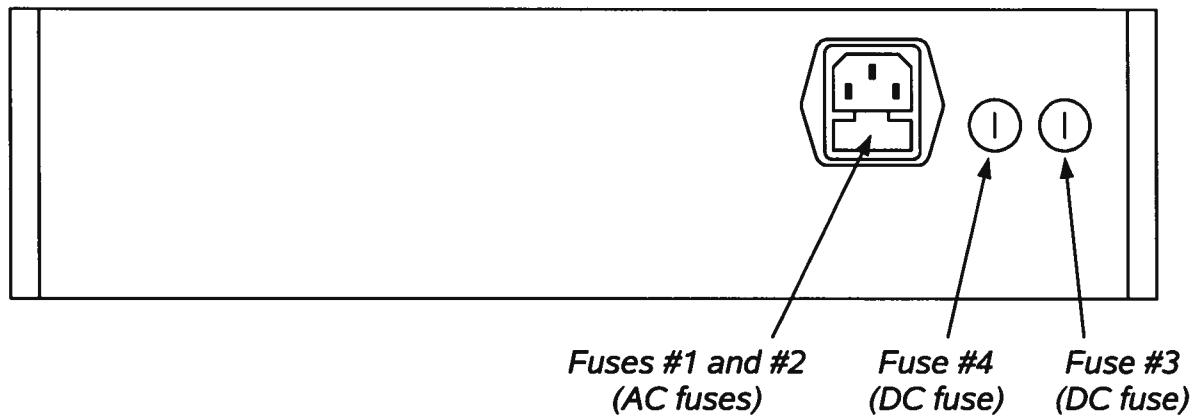 Fuses #1 and #2
(AC fuses)
Fuse #4
(DC fuse)
Fuse #3
(DC fuse)